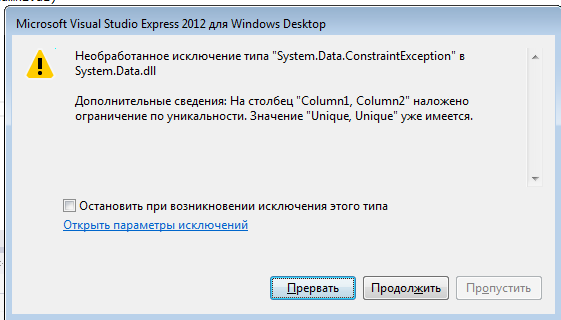 Microsoft Visual Studio Express 2012 для Windows Desktop
Необработанное исключение типа "System.Data.ConstraintException" в
System.Data.dll
Дополнительные сведения: На столбец "Column1, Column2" наложено
ограничение по уникальности. Значение "Unique, Unique" уже имеется.
Остановить при возникновении исключения этого типа
Открыть параметры исключений
Прервать
Продолжить
Пропустить